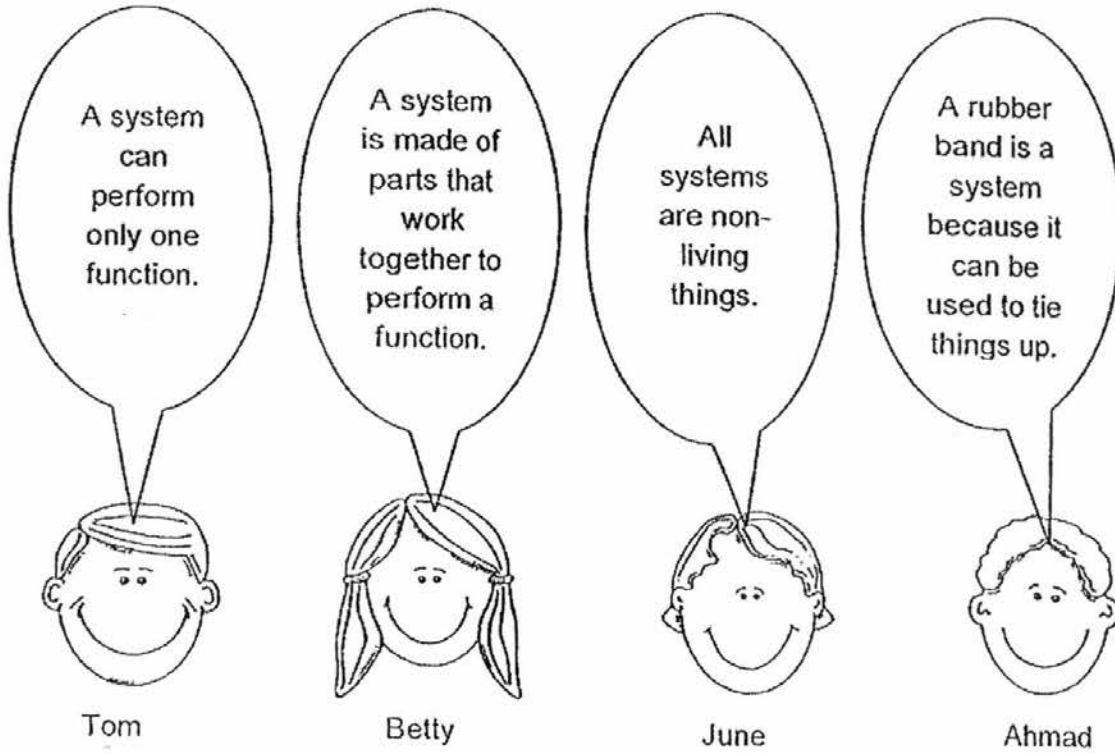 A system
can
perform
only one
function.
A system
is made of
parts that
work
together to
perform a
function.
All
systems
are non-
living
things.
A rubber
band is a
system
because it
can be
used to tie
things up.
Tom
Betty
June
Ahmad